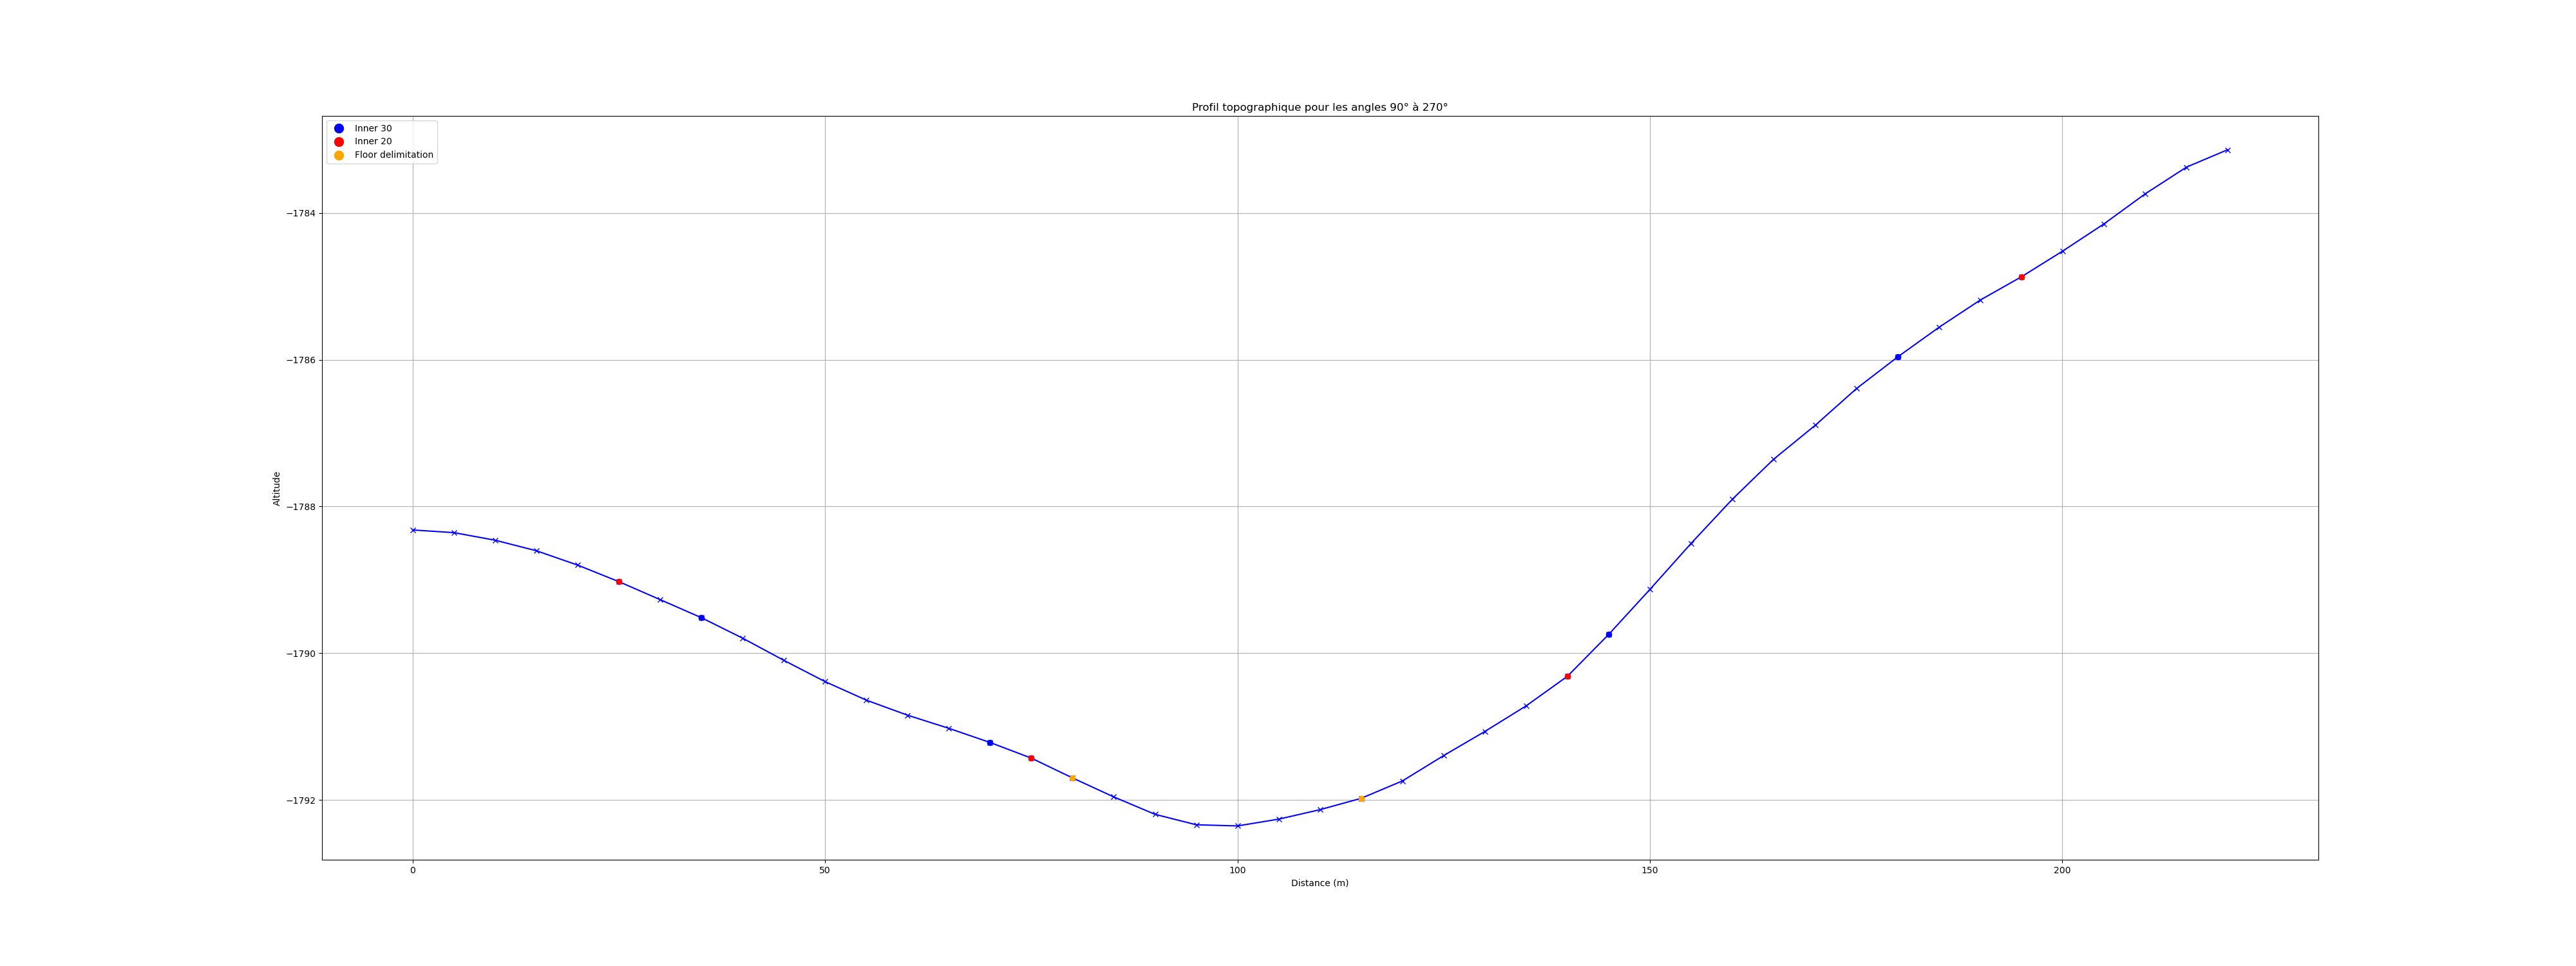 Profil topographique pour les angles 90° à 270°
Inner 30
Inner 20
Floor delimitation
−1784
−1786
−1788
−1790
−1792
Altitude
0 50 100 150 200
Distance (m)